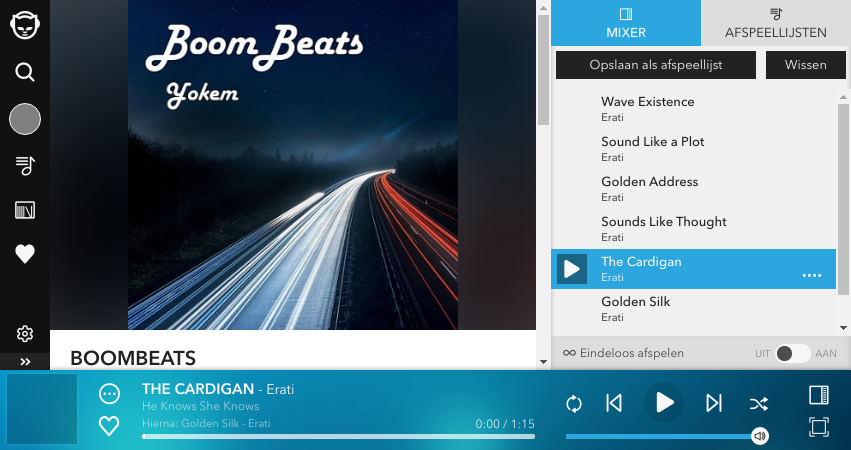 Boom Beats
Yokem
BOOMBEATS
MIXER
AFSPEELLIJSTEN
Opslaan als afspeellijst
Wissen
Wave Existence
Erati
Sound Like a Plot
Erati
Golden Address
Erati
Sounds Like Thought
Erati
The Cardigan
Erati
Golden Silk
Erati
Eindeloos afspelen
UIT
AAN
THE CARDIGAN - Erati
He Knows She Knows
Hierna: Golden Silk - Erati
0:00 / 1:15